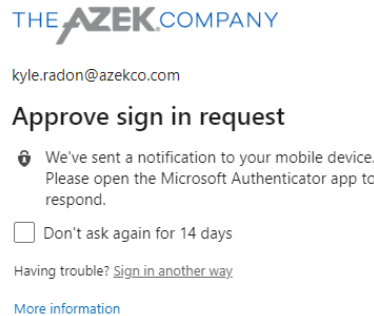 THE AZEK COMPANY
kyle.radon@azekco.com
Approve sign in request
We've sent a notification to your mobile device.
Please open the Microsoft Authenticator app to
respond.
Don't ask again for 14 days
Having trouble? Sign in another way
More information